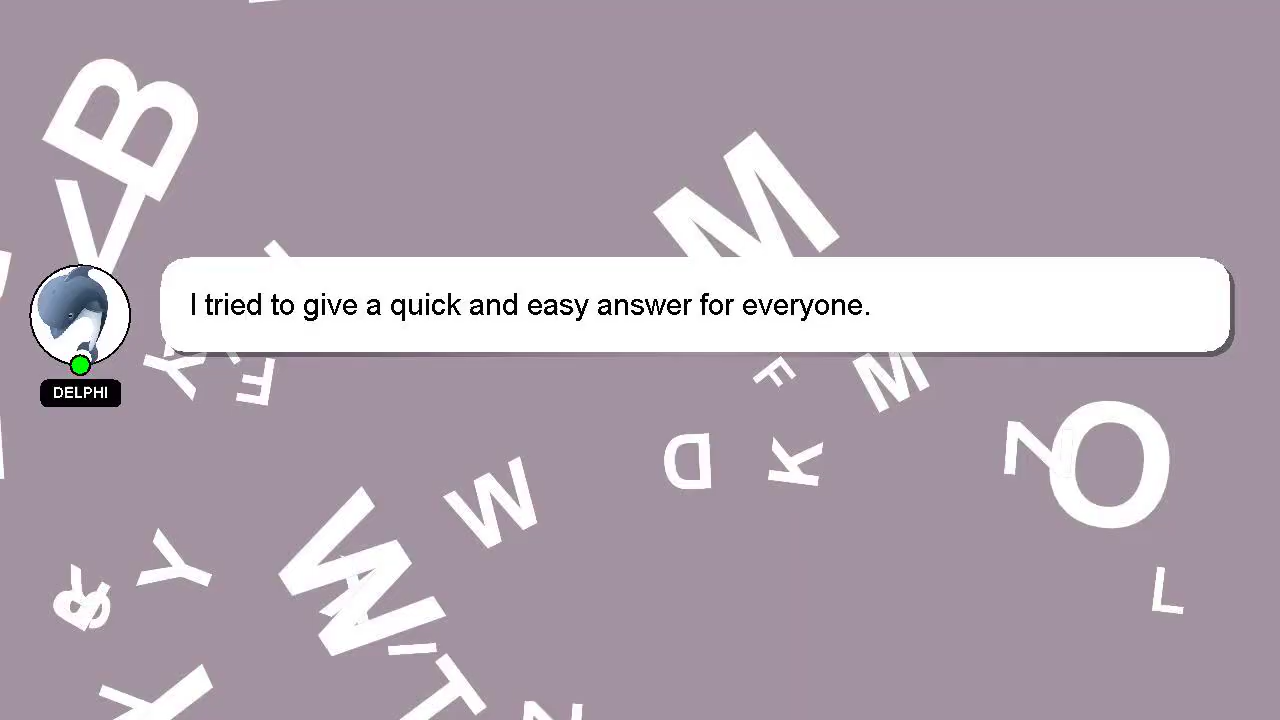 I tried to give a quick and easy answer for everyone.
DELPHI
B
V
M
F
Y
E
F
M
D
K
N
O
W
W
A
Y
R
&
L
I
T
Y
N